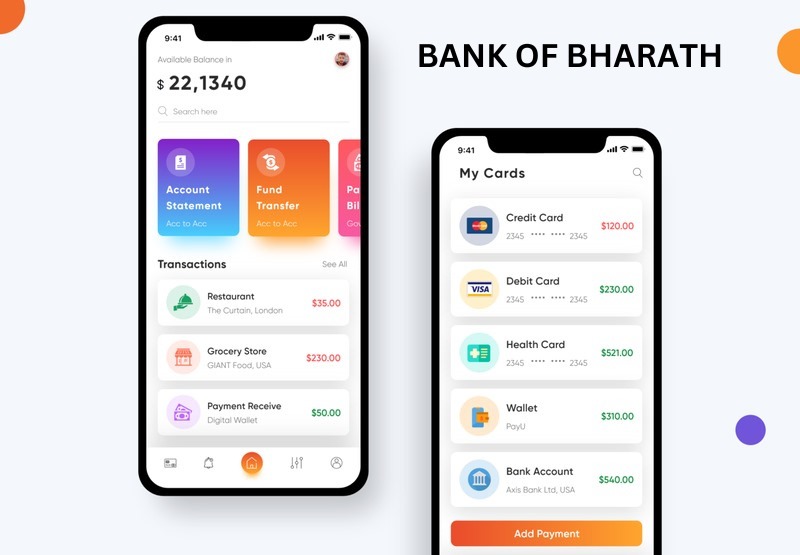 9:41
Available Balance in
$ 22,1340
Search here
Account
Statement
Acc to Acc
Fund
Transfer
Acc to Acc
Pa
Bil
Gou
Transactions
See All
Restaurant
The Curtain, London
$35.00
Grocery Store
GIANT Food, USA
$230.00
Payment Receive
Digital Wallet
$50.00
BANK OF BHARATH
9:41
My Cards
Credit Card
2345 **** **** 2345
$120.00
Debit Card
VISA
2345 **** **** 2345
$230.00
Health Card
2345 **** **** 2345
$521.00
Wallet
PayU
$310.00
Bank Account
Axis Bank Ltd, USA
$540.00
Add Payment